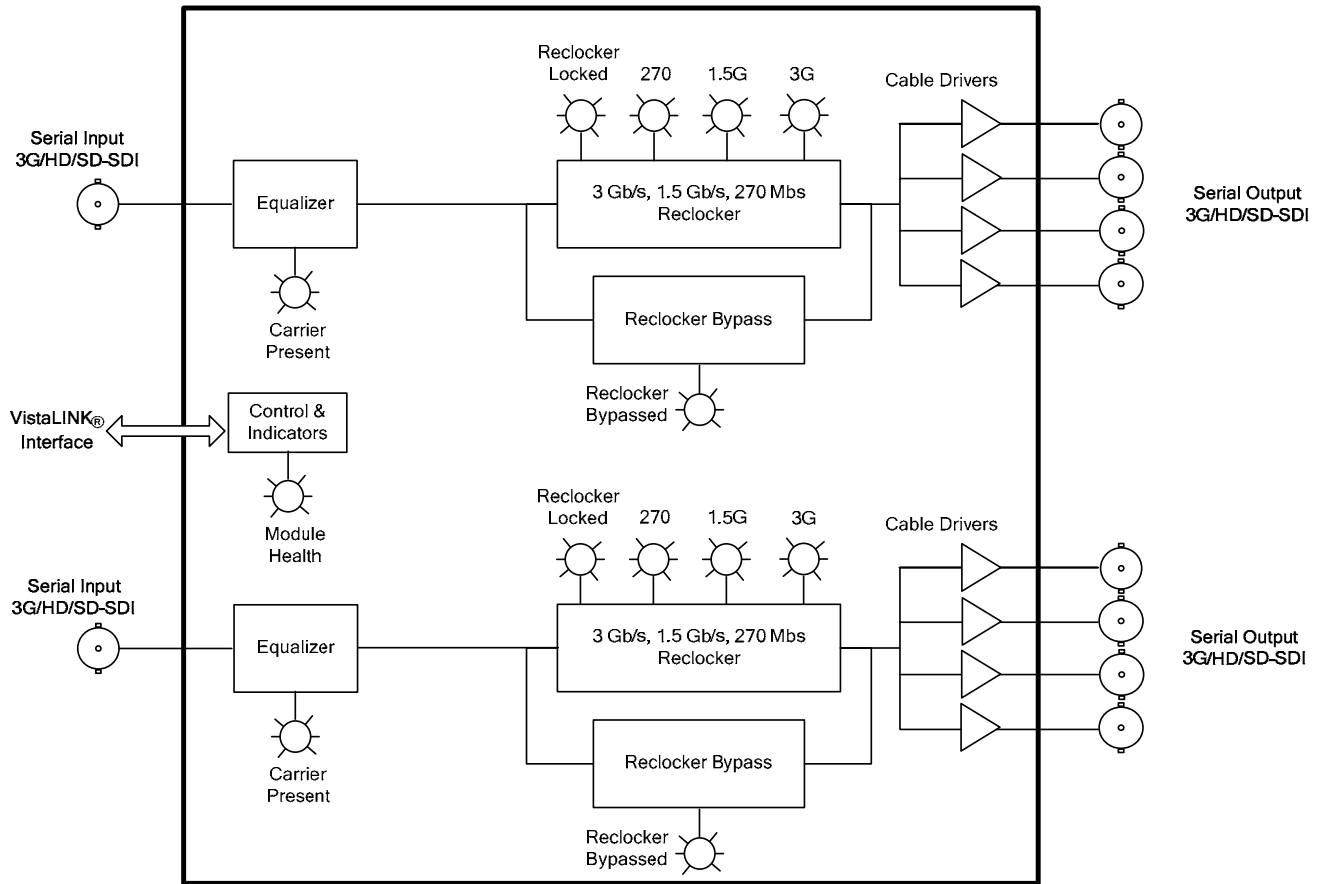 Reclocker
Locked
270
1.5G
3G
Cable Drivers
Serial Input
3G/HD/SD-SDI
Equalizer
3 Gb/s, 1.5 Gb/s, 270 Mbs
Reclocker
Serial Output
3G/HD/SD-SDI
Carrier
Present
Reclocker Bypass
Reclocker
Bypassed
VistaLINK®
Interface
Control &
Indicators
Module
Health
Reclocker
Locked
270
1.5G
3G
Cable Drivers
Serial Input
3G/HD/SD-SDI
Equalizer
3 Gb/s, 1.5 Gb/s, 270 Mbs
Reclocker
Serial Output
3G/HD/SD-SDI
Carrier
Present
Reclocker Bypass
Reclocker
Bypassed